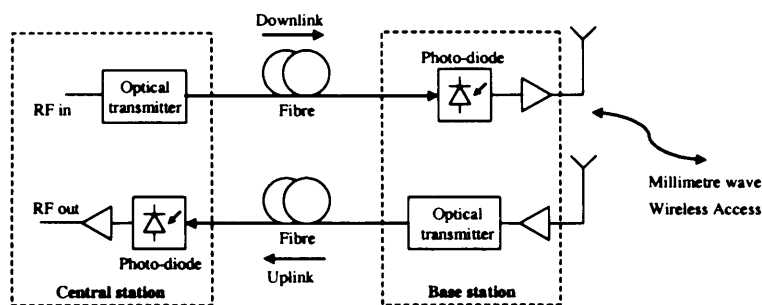 Downlink
Photo-diode
Optical
transmitter
RF in
Fibre
Millimetre wave
Wireless Access
RF out
Optical
transmitter
Fibre
Photo-diode
Uplink
Central station
Base station